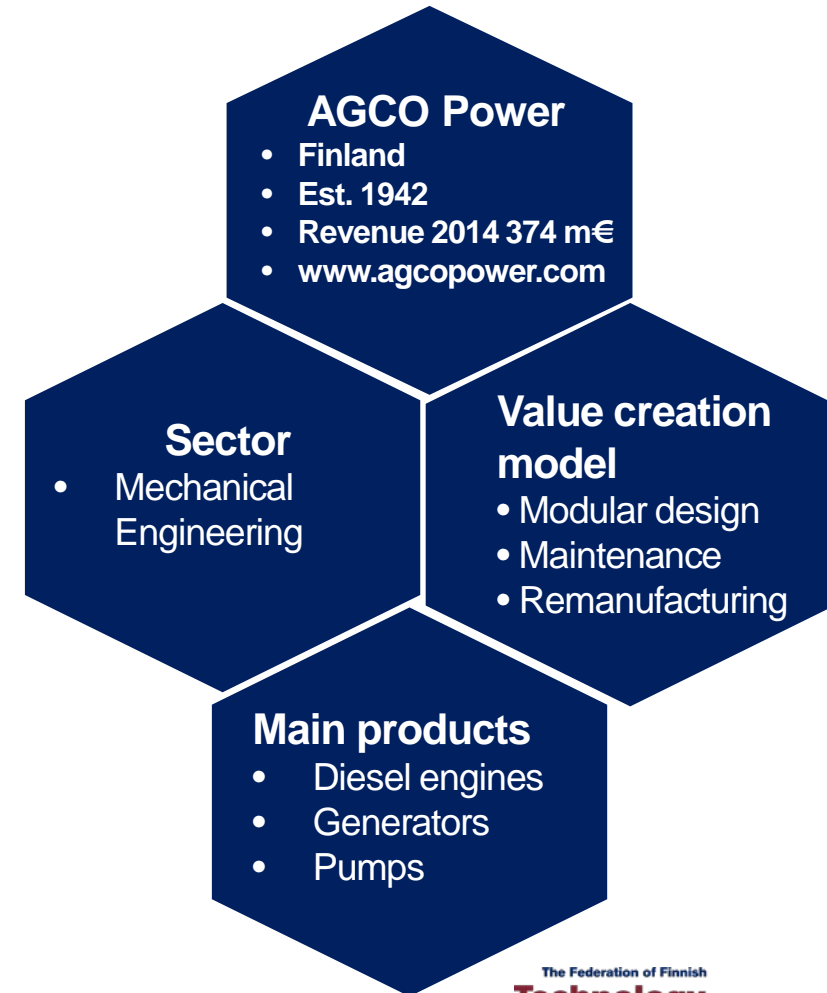 AGCO Power
• Finland
• Est. 1942
• Revenue 2014 374 m€
• www.agcopower.com
Sector
• Mechanical
Engineering
Value creation
model
• Modular design
• Maintenance
• Remanufacturing
Main products
• Diesel engines
• Generators
• Pumps
The Federation of Finnish
Technology